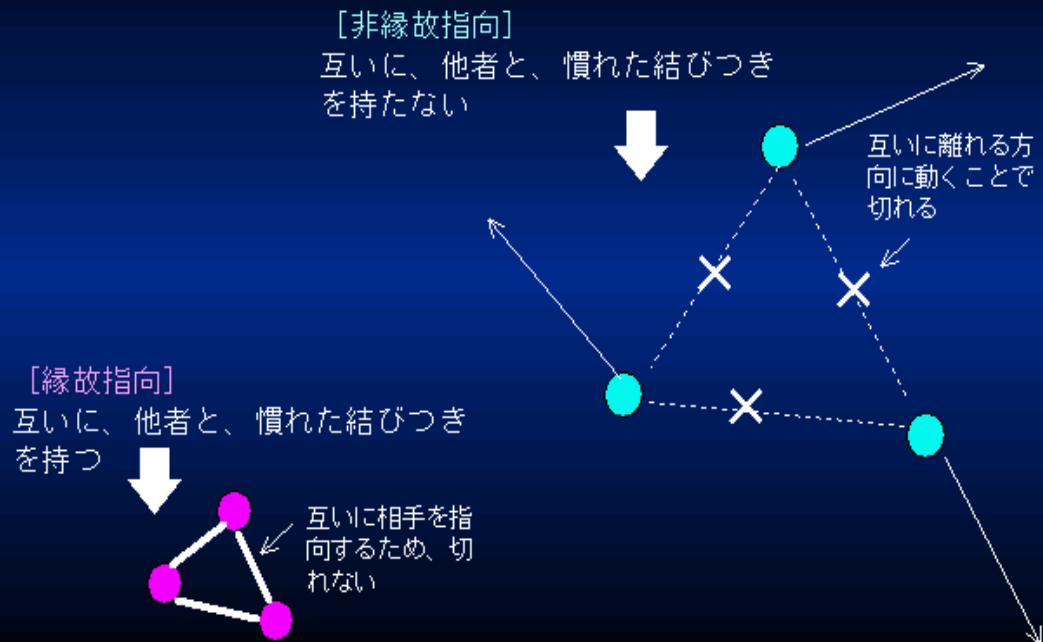 [非縁故指向]
互いに、他者と、慣れた結びつき
を持たない
互いに離れる方
向に動くことで
切れる
[縁故指向]
互いに、他者と、慣れた結びつき
を持つ
互いに相手を指
向するため、切
れない